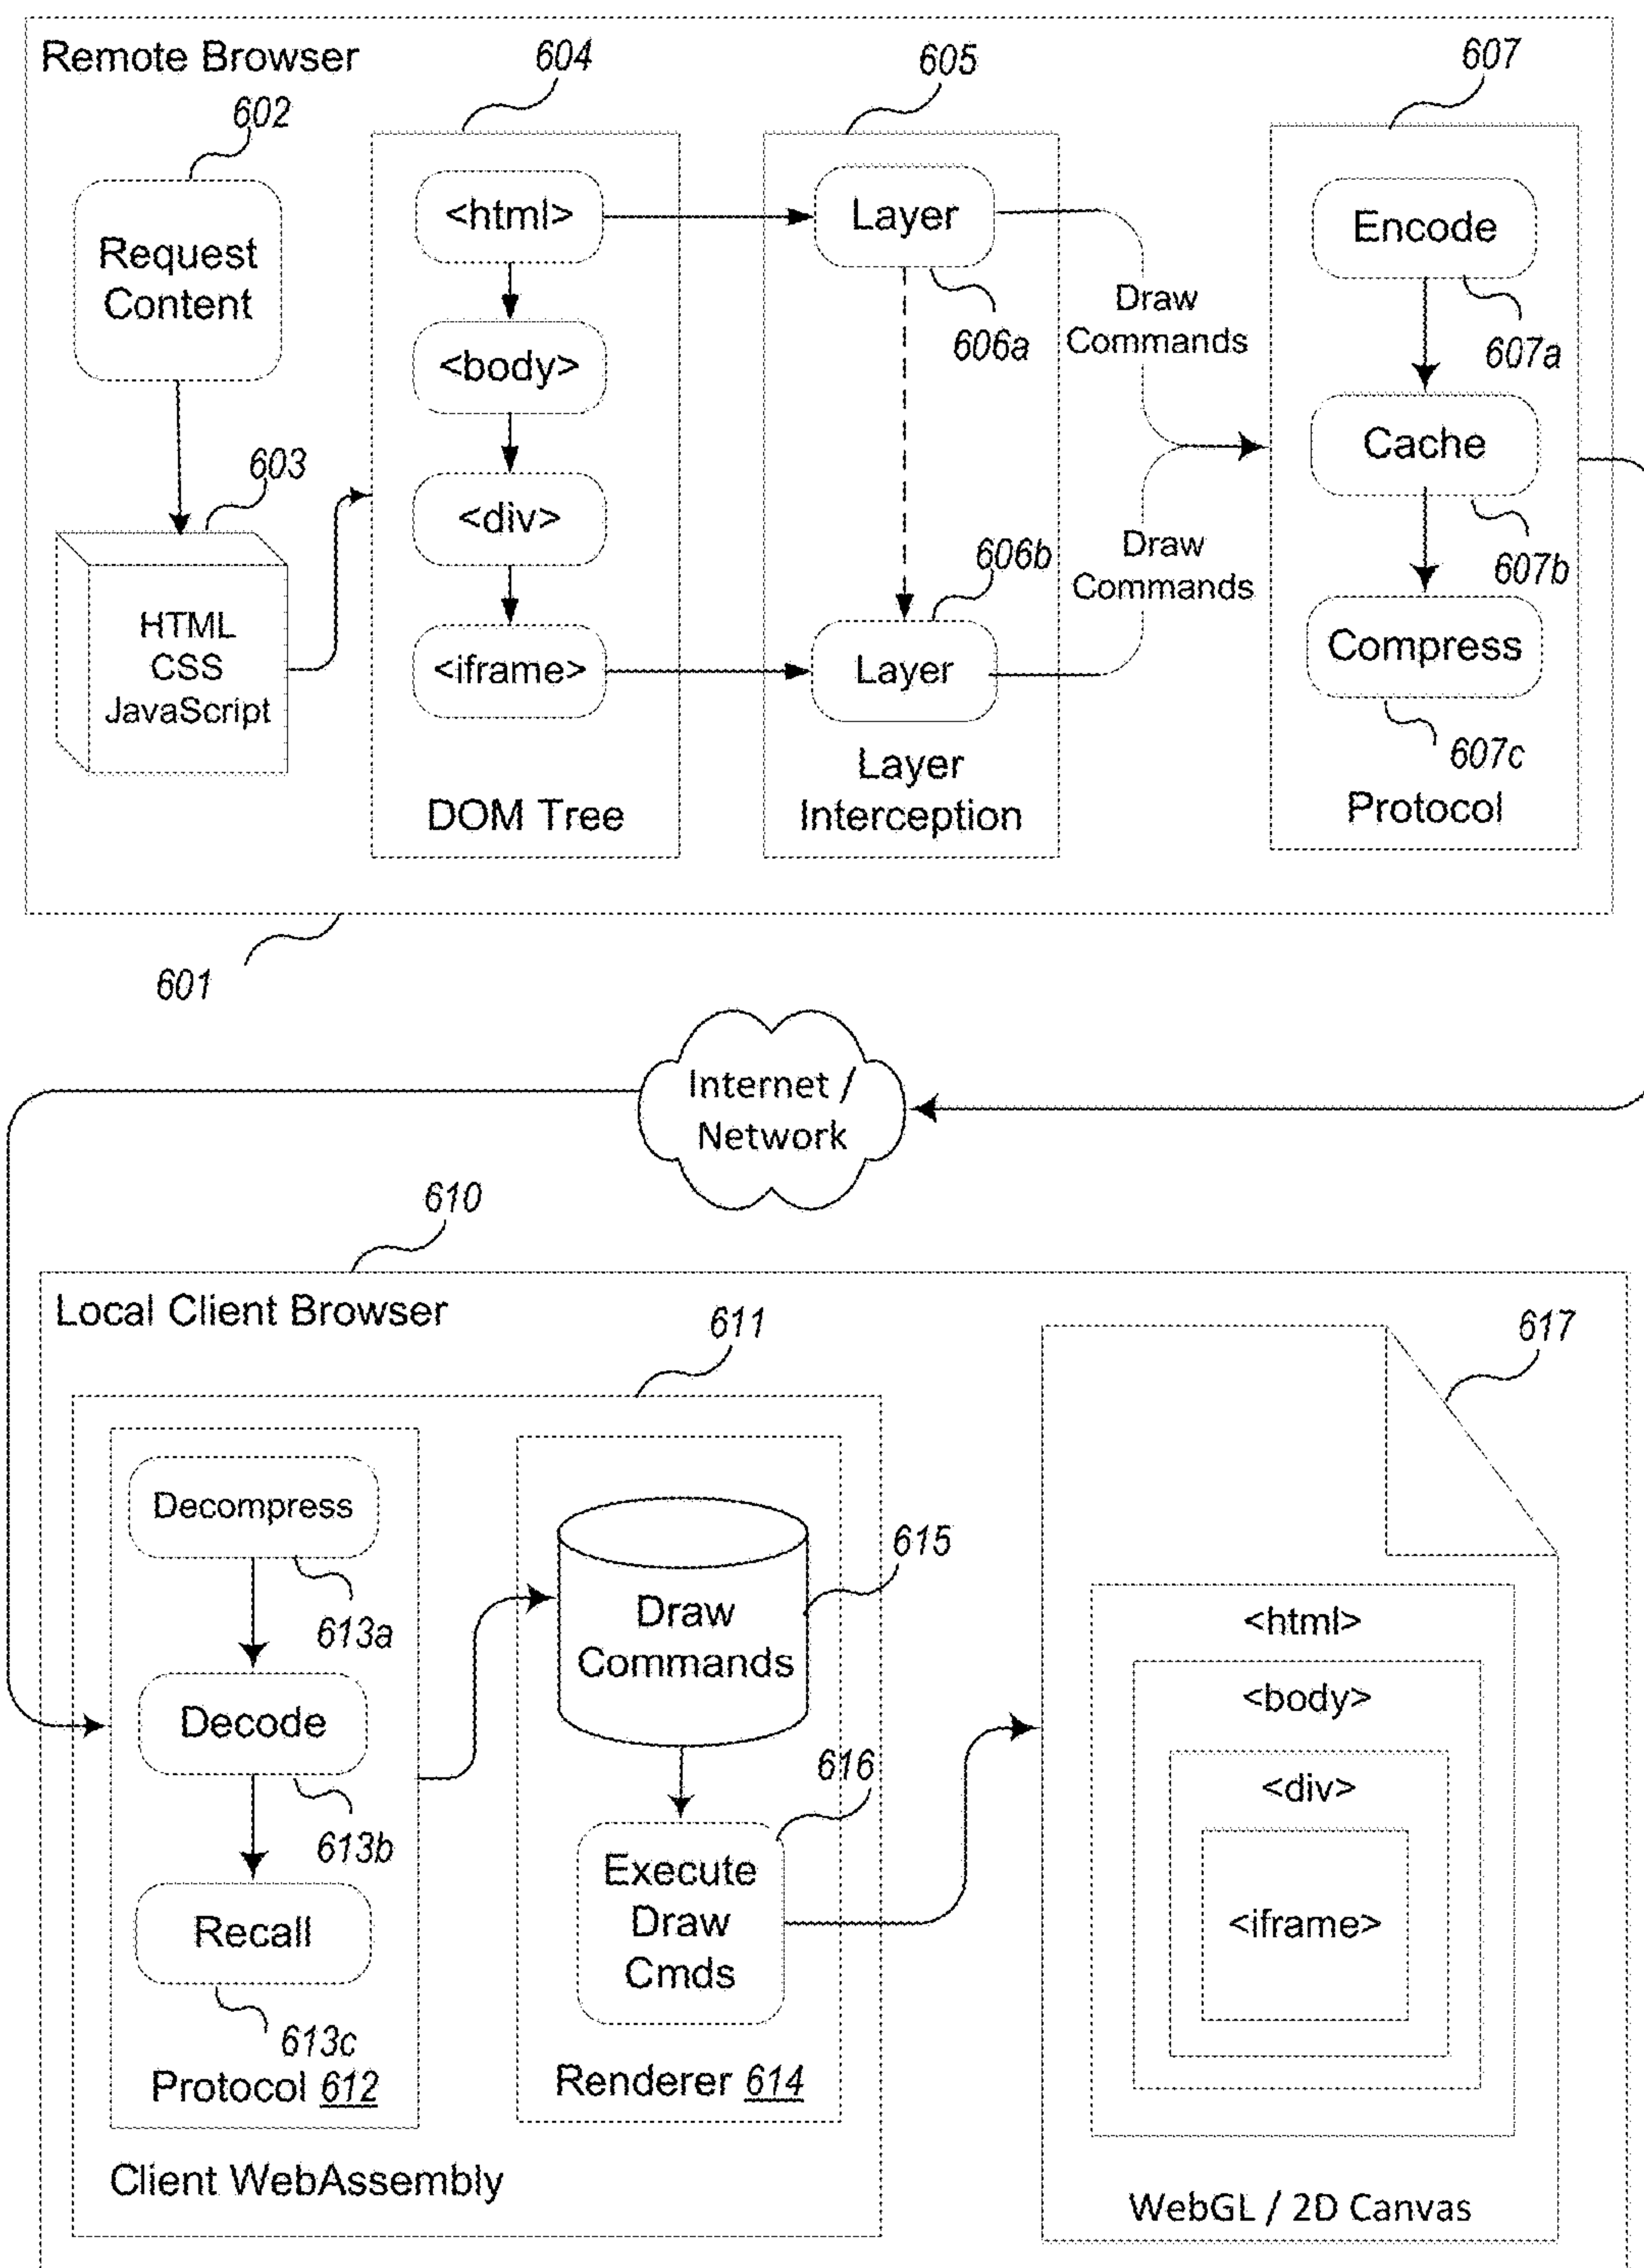 Remote Browser
602
604
605
607
Request
Content
603
HTML
CSS
JavaScript
<html>
<body>
<div>
<iframe>
DOM Tree
Layer
606a
606b
Layer
Layer
Interception
Draw
Commands
Draw
Commands
Encode
607a
Cache
607b
Compress
607c
Protocol
601
Internet /
Network
610
Local Client Browser
611
617
Decompress
613a
Decode
613b
Recall
613c
Protocol 612
Draw
Commands
615
616
Execute
Draw
Cmds
Renderer 614
Client WebAssembly
<html>
<body>
<div>
<iframe>
WebGL / 2D Canvas